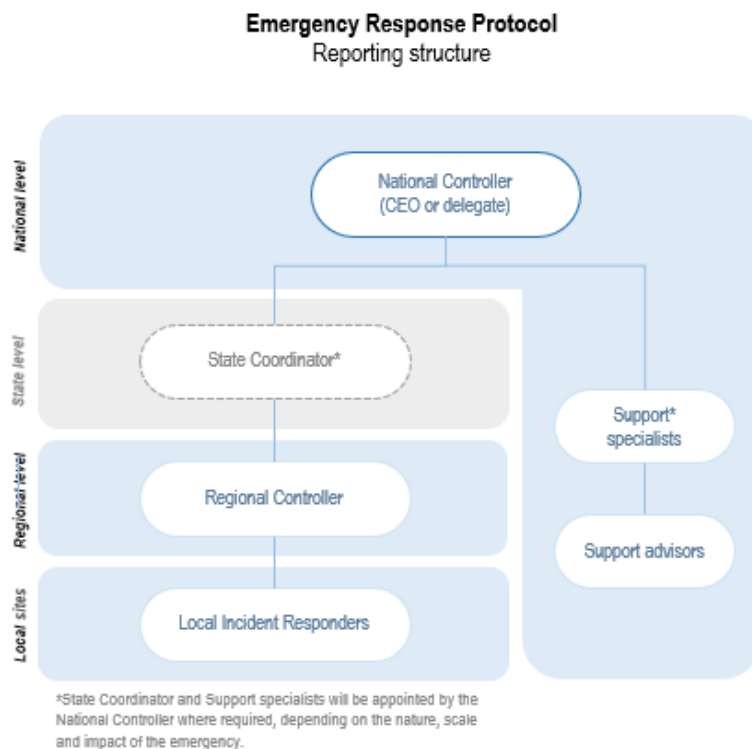 Emergency Response Protocol
Reporting structure
National level
National Controller
(CEO or delegate)
State level
State Coordinator*
Support*
specialists
Regional level
Regional Controller
Support advisors
Local sites
Local Incident Responders
*State Coordinator and Support specialists will be appointed by the
National Controller where required, depending on the nature, scale
and impact of the emergency.